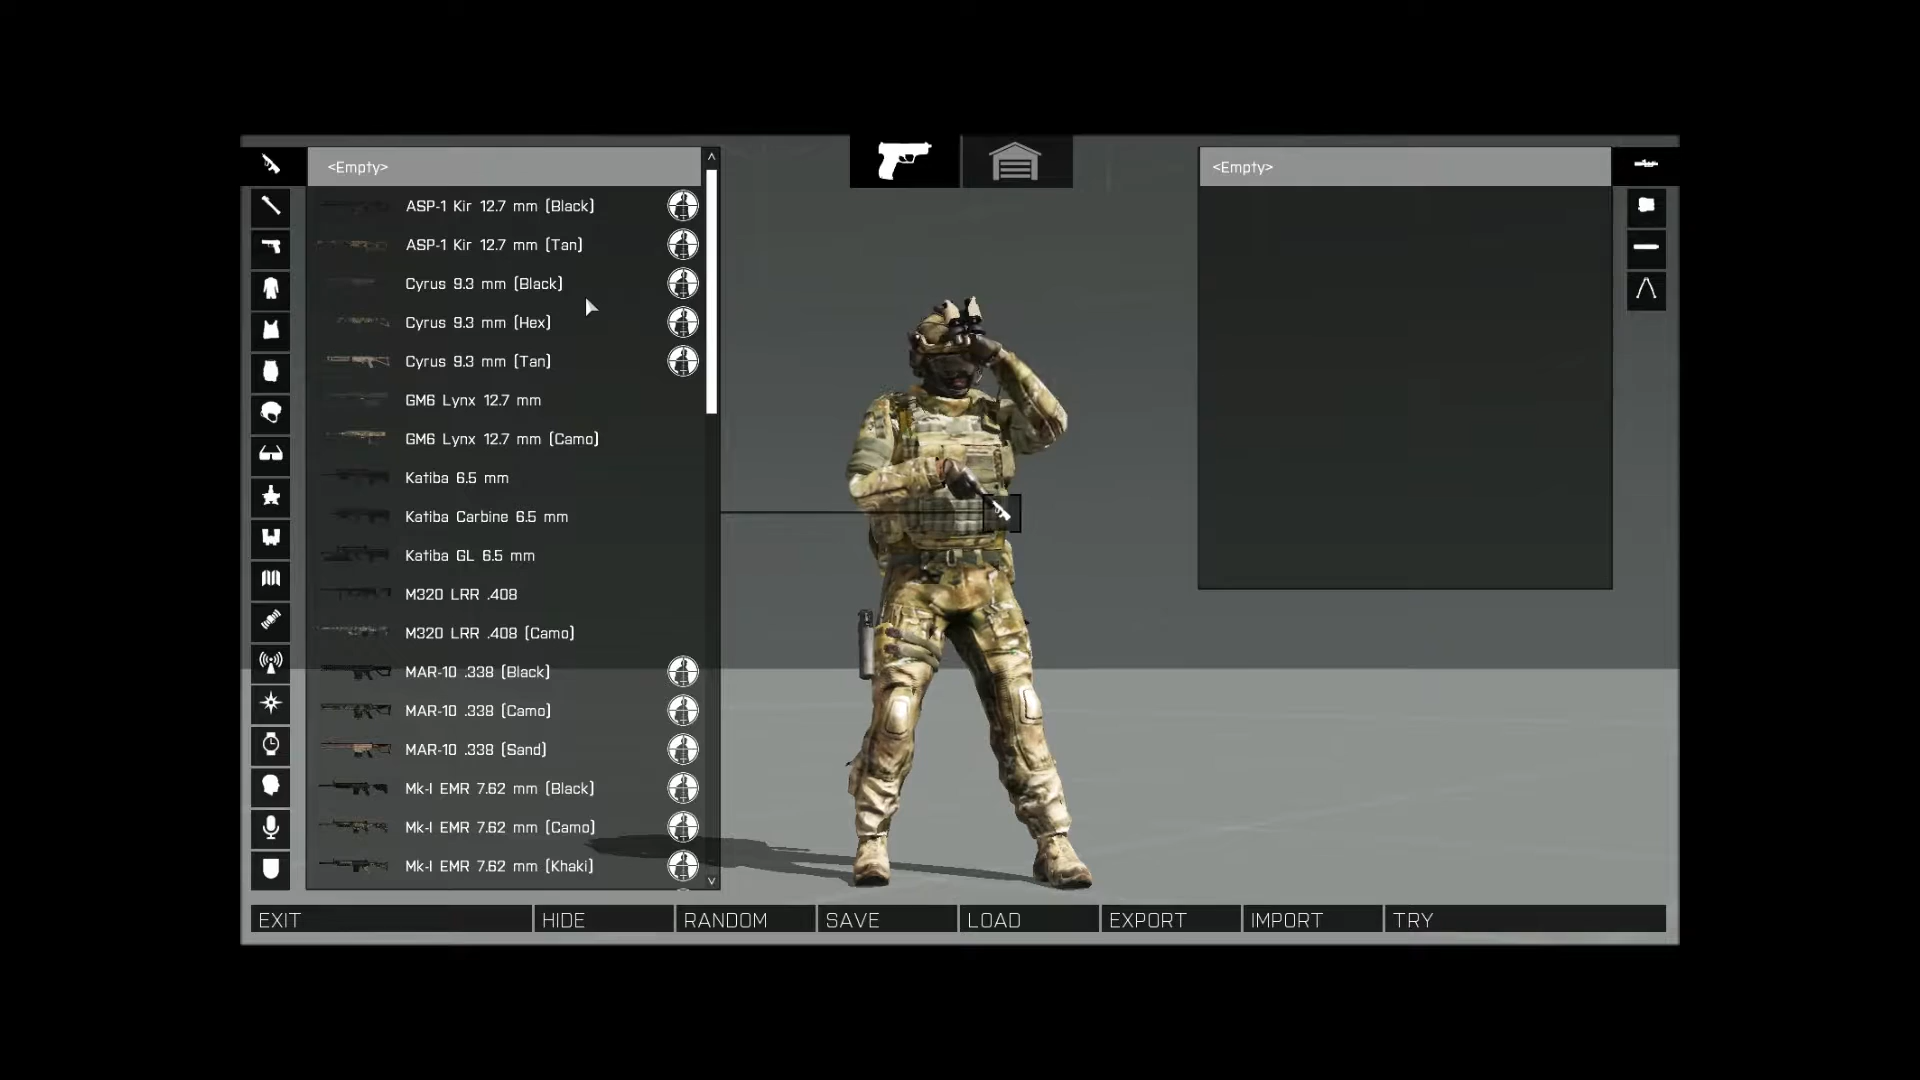 <Empty>
ASP-1 Kir 12.7 mm (Black)
ASP-1 Kir 12.7 mm (Tan)
Cyrus 9.3 mm (Black)
Cyrus 9.3 mm (Hex)
Cyrus 9.3 mm (Tan)
GM6 Lynx 12.7 mm
GM6 Lynx 12.7 mm (Camo)
Katiba 6.5 mm
Katiba Carbine 6.5 mm
Katiba GL 6.5 mm
M320 LRR .408
M320 LRR .408 (Camo)
MAR-10 .338 (Black)
MAR-10 .338 (Camo)
MAR-10 .338 (Sand)
Mk-I EMR 7.62 mm (Black)
Mk-I EMR 7.62 mm (Camo)
Mk-I EMR 7.62 mm (Khaki)
<Empty>
EXIT
HIDE
RANDOM
SAVE
LOAD
EXPORT
IMPORT
TRY